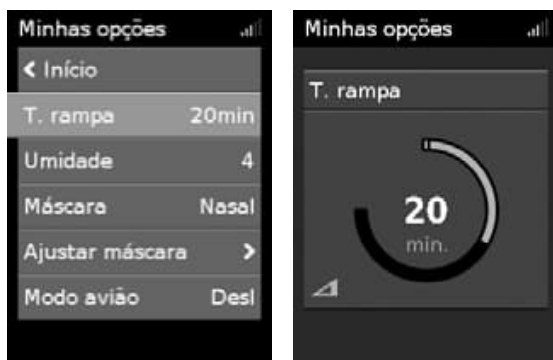 Minhas opções
< Início
T. rampa 20min
Umidade 4
Máscara Nasal
Ajustar máscara >
Modo avião Desl
Minhas opções
T. rampa
20
min.